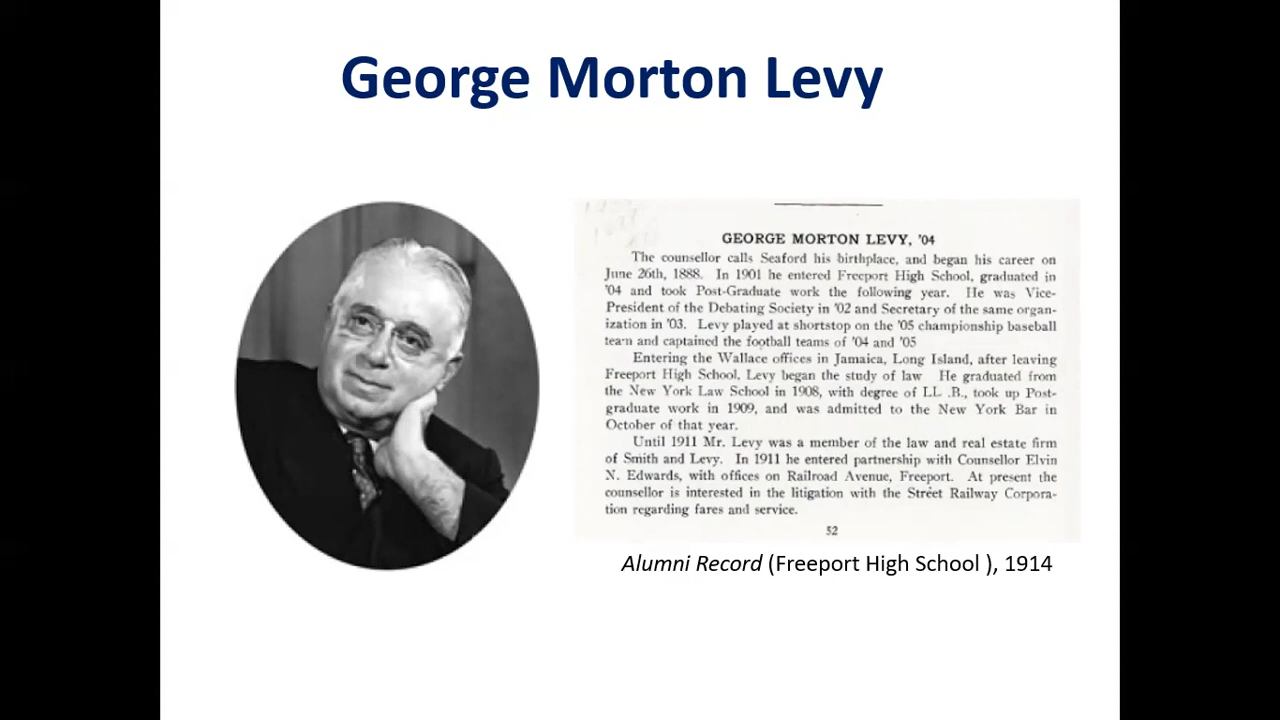 George Morton Levy
GEORGE MORTON LEVY, '04
The counsellor calls Seaford his birthplace, and began his career on
June 26th, 1888. In 1901 he entered Freeport High School, graduated in
'04 and took Post-Graduate work the following year. He was Vice-
President of the Debating Society in '02 and Secretary of the same organ-
ization in '03. Levy played at shortstop on the '05 championship baseball
team and captained the football teams of '04 and '05
Entering the Wallace offices in Jamaica, Long Island, after leaving
Freeport High School, Levy began the study of law He graduated from
the New York Law School in 1908, with degree of LL .B., took up Post-
graduate work in 1909, and was admitted to the New York Bar in
October of that year.
Until 1911 Mr. Levy was a member of the law and real estate firm
of Smith and Levy. In 1911 he entered partnership with Counsellor Elvin
N. Edwards, with offices on Railroad Avenue, Freeport. At present the
counsellor is interested in the litigation with the Street Railway Corpora-
tion regarding fares and service.
52
Alumni Record (Freeport High School ), 1914